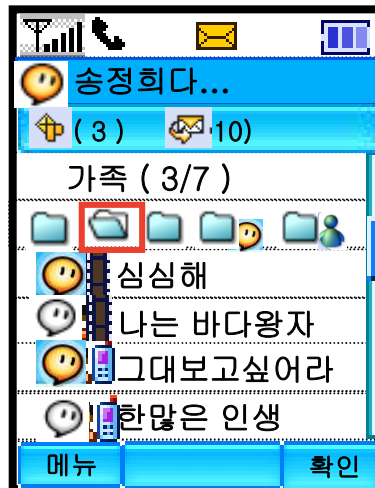 송정희다...
( 3 ) 10)
가족 ( 3/7 )
심심해
나는 바다왕자
그대보고싶어라
한많은 인생
메뉴 확인